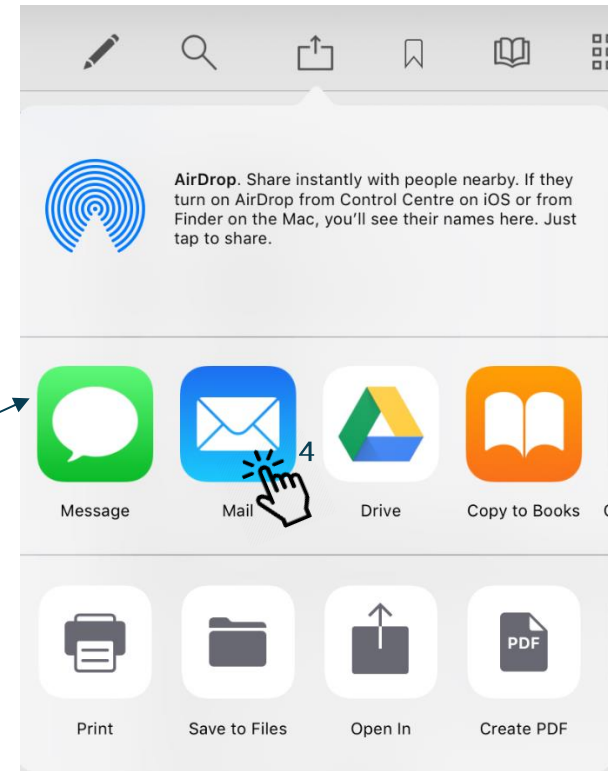 AirDrop. Share instantly with people nearby. If they
turn on AirDrop from Control Centre on iOS or from
Finder on the Mac, you'll see their names here. Just
tap to share.
4
Message Mail Drive Copy to Books
PDF
Print Save to Files Open In Create PDF